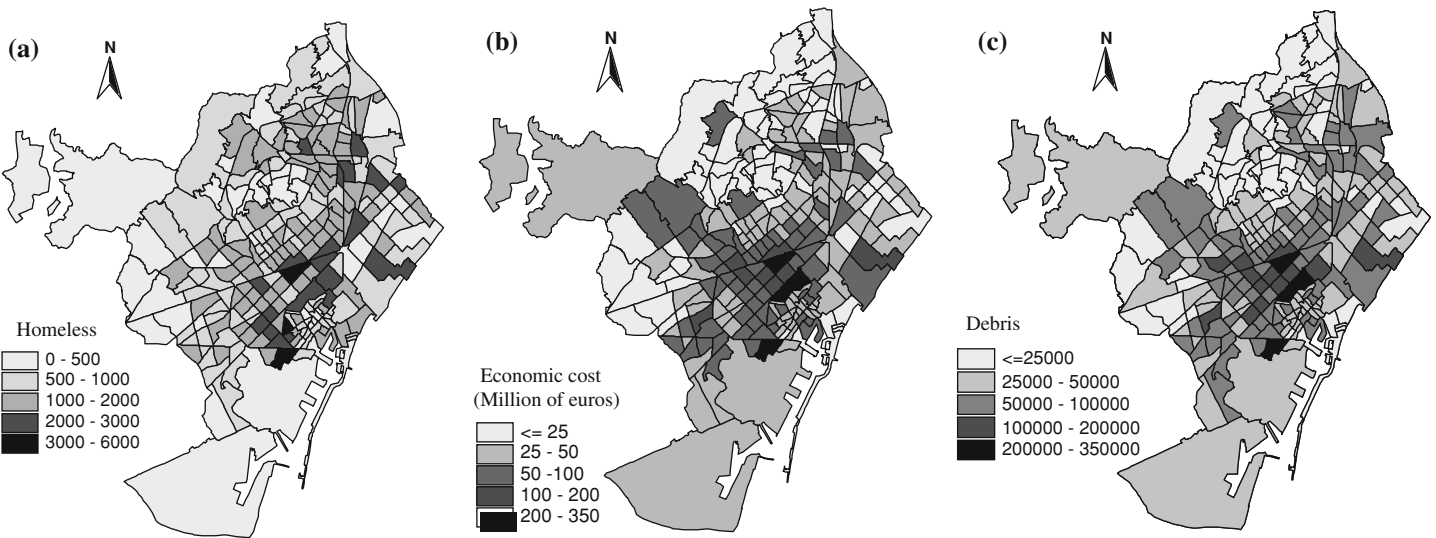 (a)
N
Homeless
0 - 500
500 - 1000
1000 - 2000
2000 - 3000
3000 - 6000
(b)
N
Economic cost
(Million of euros)
<= 25
25 - 50
50 -100
100 - 200
200 - 350
(c)
N
Debris
<=25000
25000 - 50000
50000 - 100000
100000 - 200000
200000 - 350000